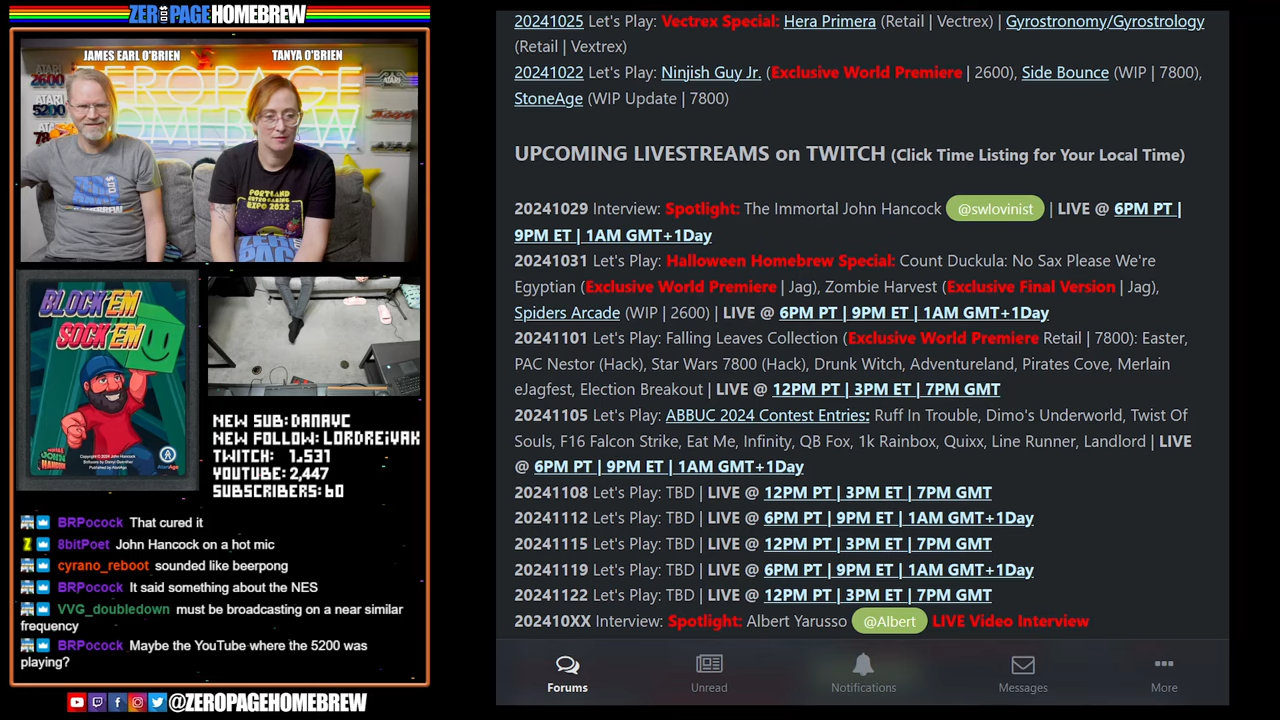 ZEROPAGEHOMEBREW
JAMES EARL O'BRIEN
TANYA O'BRIEN
ATARI
2600
ATARI
5200
ATARI
ZEROPAGE
HOMEBREW
PORTLAND
RETRO GAMING
EXPO 2022
BLOCK'EM
SOCK'EM
JOHN
HANCOCK
AtariAge
NEW SUB: DANAVC
NEW FOLLOW: LORDREIVAK
TWITCH: 1,531
YOUTUBE: 2,447
SUBSCRIBERS: 60
BRPocock That cured it
8bitPoet John Hancock on a hot mic
cyrano_reboot sounded like beerpong
BRPocock It said something about the NES
VVG_doubledown must be broadcasting on a near similar
frequency
BRPocock Maybe the YouTube where the 5200 was
playing?
@ZEROPAGEHOMEBREW
20241025 Let's Play: Vectrex Special: Hera Primera (Retail | Vectrex) | Gyrostronomy/Gyrostrology
(Retail | Vextrex)
20241022 Let's Play: Ninjish Guy Jr. (Exclusive World Premiere | 2600), Side Bounce (WIP | 7800),
StoneAge (WIP Update | 7800)
UPCOMING LIVESTREAMS on TWITCH (Click Time Listing for Your Local Time)
20241029 Interview: Spotlight: The Immortal John Hancock @swlovinist | LIVE @ 6PM PT |
9PM ET | 1AM GMT+1Day
20241031 Let's Play: Halloween Homebrew Special: Count Duckula: No Sax Please We're
Egyptian (Exclusive World Premiere | Jag), Zombie Harvest (Exclusive Final Version | Jag),
Spiders Arcade (WIP | 2600) | LIVE @ 6PM PT | 9PM ET | 1AM GMT+1Day
20241101 Let's Play: Falling Leaves Collection (Exclusive World Premiere Retail | 7800): Easter,
PAC Nestor (Hack), Star Wars 7800 (Hack), Drunk Witch, Adventureland, Pirates Cove, Merlain
eJagfest, Election Breakout | LIVE @ 12PM PT | 3PM ET | 7PM GMT
20241105 Let's Play: ABBUC 2024 Contest Entries: Ruff In Trouble, Dimo's Underworld, Twist Of
Souls, F16 Falcon Strike, Eat Me, Infinity, QB Fox, 1k Rainbox, Quixx, Line Runner, Landlord | LIVE
@ 6PM PT | 9PM ET | 1AM GMT+1Day
20241108 Let's Play: TBD | LIVE @ 12PM PT | 3PM ET | 7PM GMT
20241112 Let's Play: TBD | LIVE @ 6PM PT | 9PM ET | 1AM GMT+1Day
20241115 Let's Play: TBD | LIVE @ 12PM PT | 3PM ET | 7PM GMT
20241119 Let's Play: TBD | LIVE @ 6PM PT | 9PM ET | 1AM GMT+1Day
20241122 Let's Play: TBD | LIVE @ 12PM PT | 3PM ET | 7PM GMT
202410XX Interview: Spotlight: Albert Yarusso @Albert LIVE Video Interview
Forums
Unread
Notifications
Messages
More